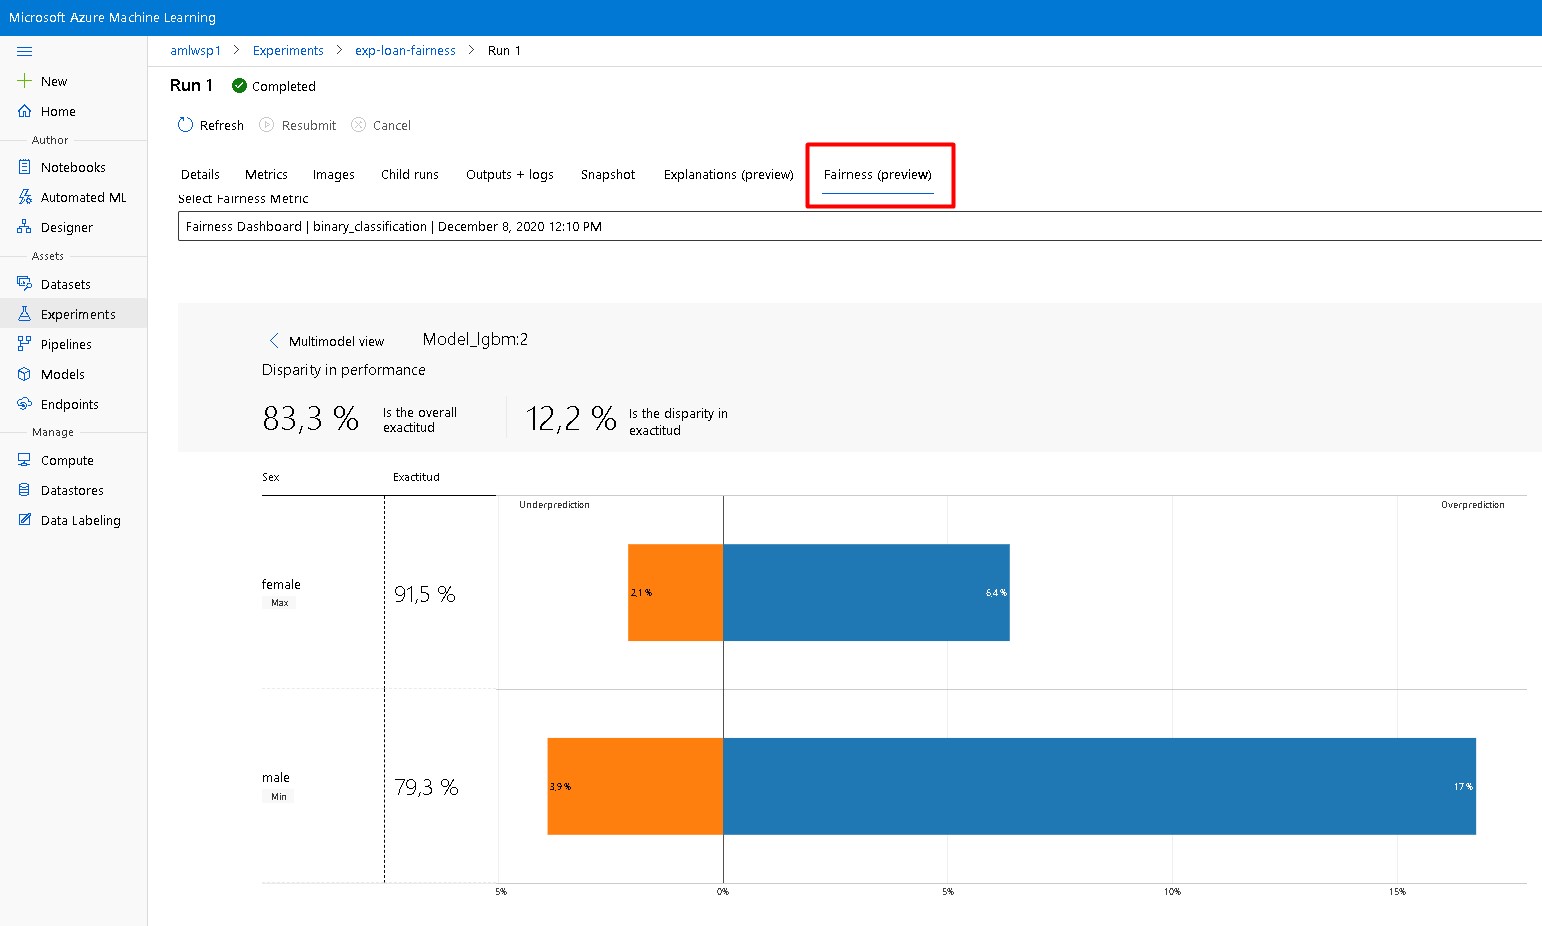 Microsoft Azure Machine Learning
amlwsp1 > Experiments > exp-loan-fairness > Run 1
New
Home
Author
Notebooks
Automated ML
Designer
Assets
Datasets
Experiments
Pipelines
Models
Endpoints
Manage
Compute
Datastores
Data Labeling
Run 1 Completed
Refresh Resubmit Cancel
Details Metrics Images Child runs Outputs + logs Snapshot Explanations (preview) Fairness (preview)
Select Fairness Metric
Fairness Dashboard | binary_classification | December 8, 2020 12:10 PM
Multimodel view Model_lgbm:2
Disparity in performance
83,3 % Is the overall
exactitud
12,2 % Is the disparity in
exactitud
Sex Exactitud
Underprediction Overprediction
female
Max
91,5 %
2,1 % 6,4 %
male
Min
79,3 %
3,9 % 17 %
5% 0% 5% 10% 15%